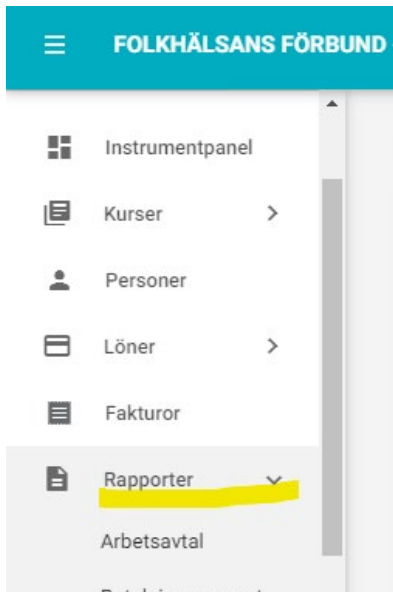 FOLKHÄLSANS FÖRBUND
Instrumentpanel
Kurser
Personer
Löner
Fakturor
Rapporter
Arbetsavtal